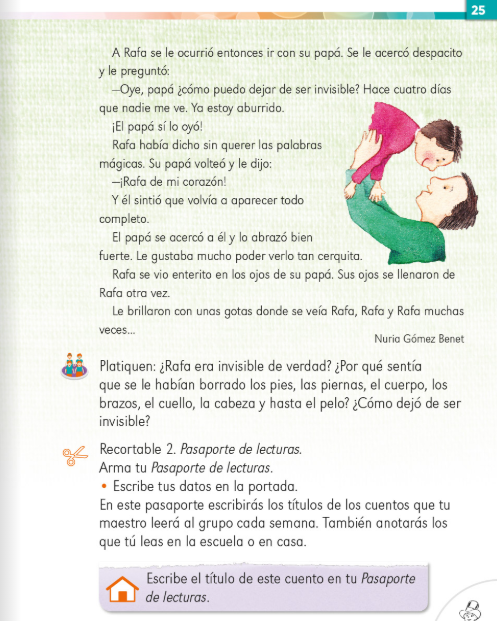 25
A Rafa se le ocurrió entonces ir con su papá. Se le acercó despacito
y le preguntó:
—Oye, papá ¿cómo puedo dejar de ser invisible? Hace cuatro días
que nadie me ve. Ya estoy aburrido.
¡El papá sí lo oyó!
Rafa había dicho sin querer las palabras
mágicas. Su papá volteó y le dijo:
—¡Rafa de mi corazón!
Y él sintió que volvía a aparecer todo
completo.
El papá se acercó a él y lo abrazó bien
fuerte. Le gustaba mucho poder verlo tan cerquita.
Rafa se vio enterito en los ojos de su papá. Sus ojos se llenaron de
Rafa otra vez.
Le brillaron con unas gotas donde se veía Rafa, Rafa y Rafa muchas
veces...
Nuria Gómez Benet
Platiquen: ¿Rafa era invisible de verdad? ¿Por qué sentía
que se le habían borrado los pies, las piernas, el cuerpo, los
brazos, el cuello, la cabeza y hasta el pelo? ¿Cómo dejó de ser
invisible?
Recortable 2. Pasaporte de lecturas.
Arma tu Pasaporte de lecturas.
• Escribe tus datos en la portada.
En este pasaporte escribirás los títulos de los cuentos que tu
maestro leerá al grupo cada semana. También anotarás los
que tú leas en la escuela o en casa.
Escribe el título de este cuento en tu Pasaporte
de lecturas.